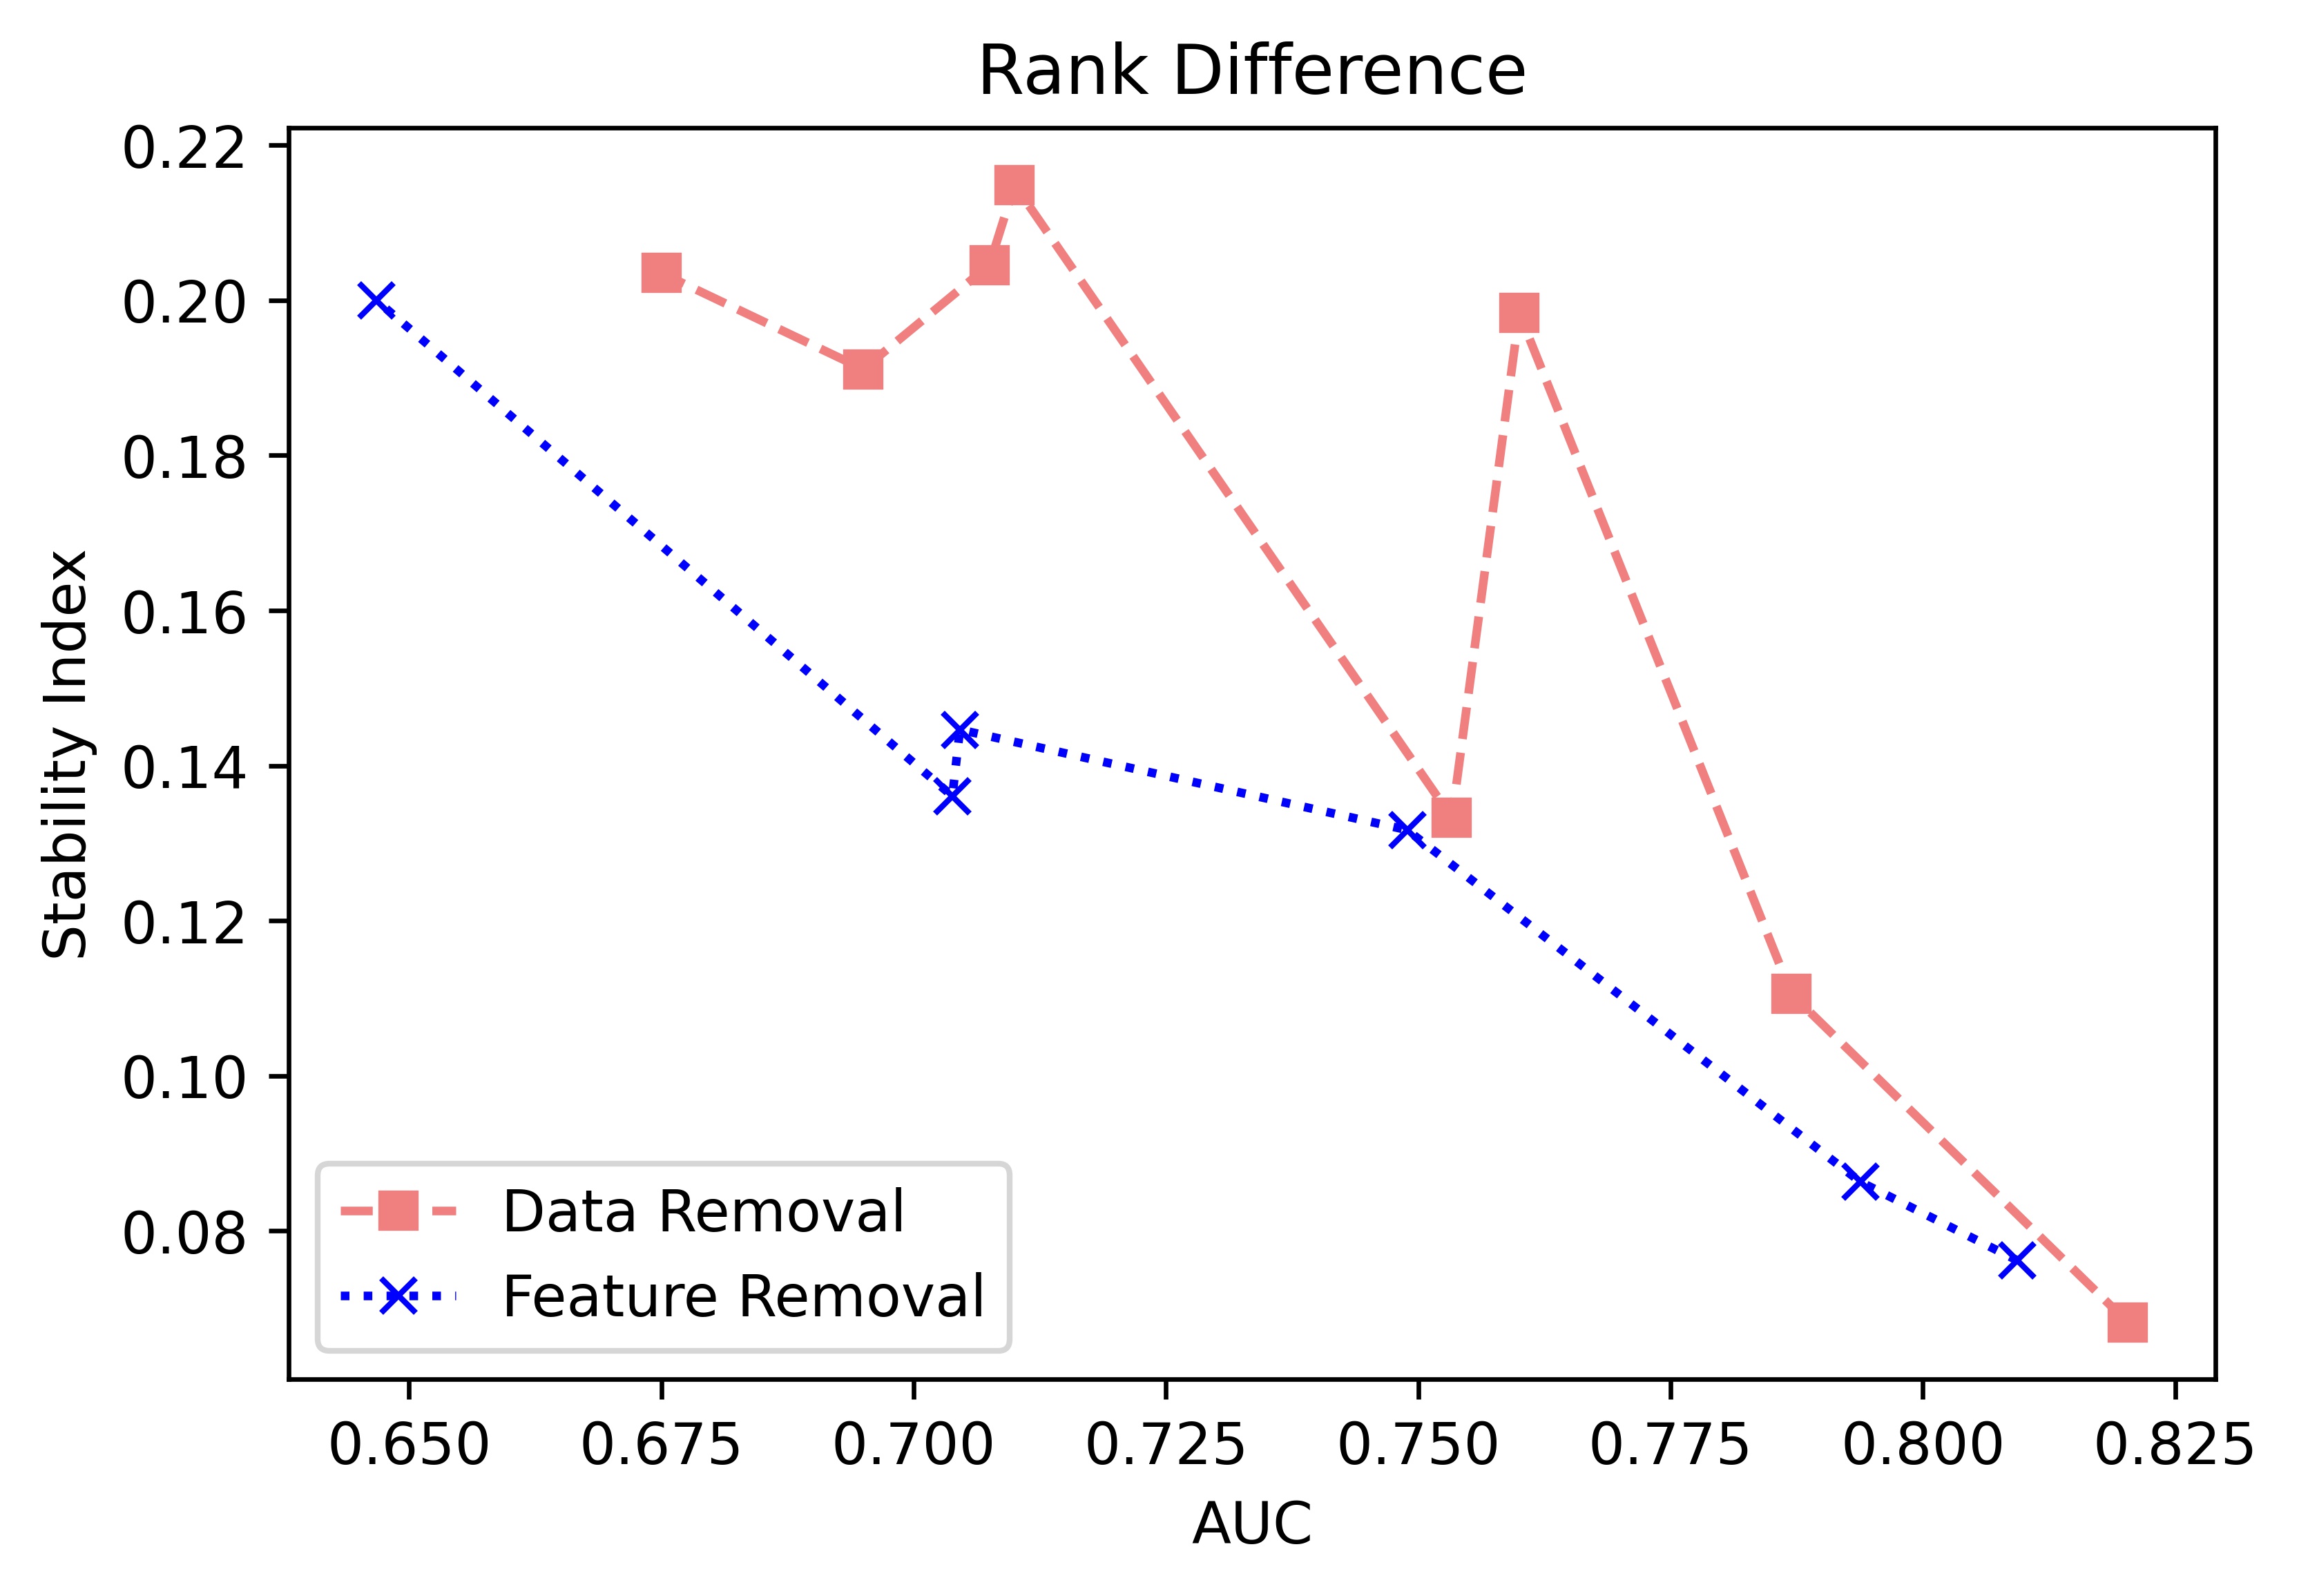 Rank Difference
0.22
0.20
0.18
0.16
0.14
0.12
0.10
0.08
Stability Index
Data Removal
Feature Removal
0.650 0.675 0.700 0.725 0.750 0.775 0.800 0.825
AUC